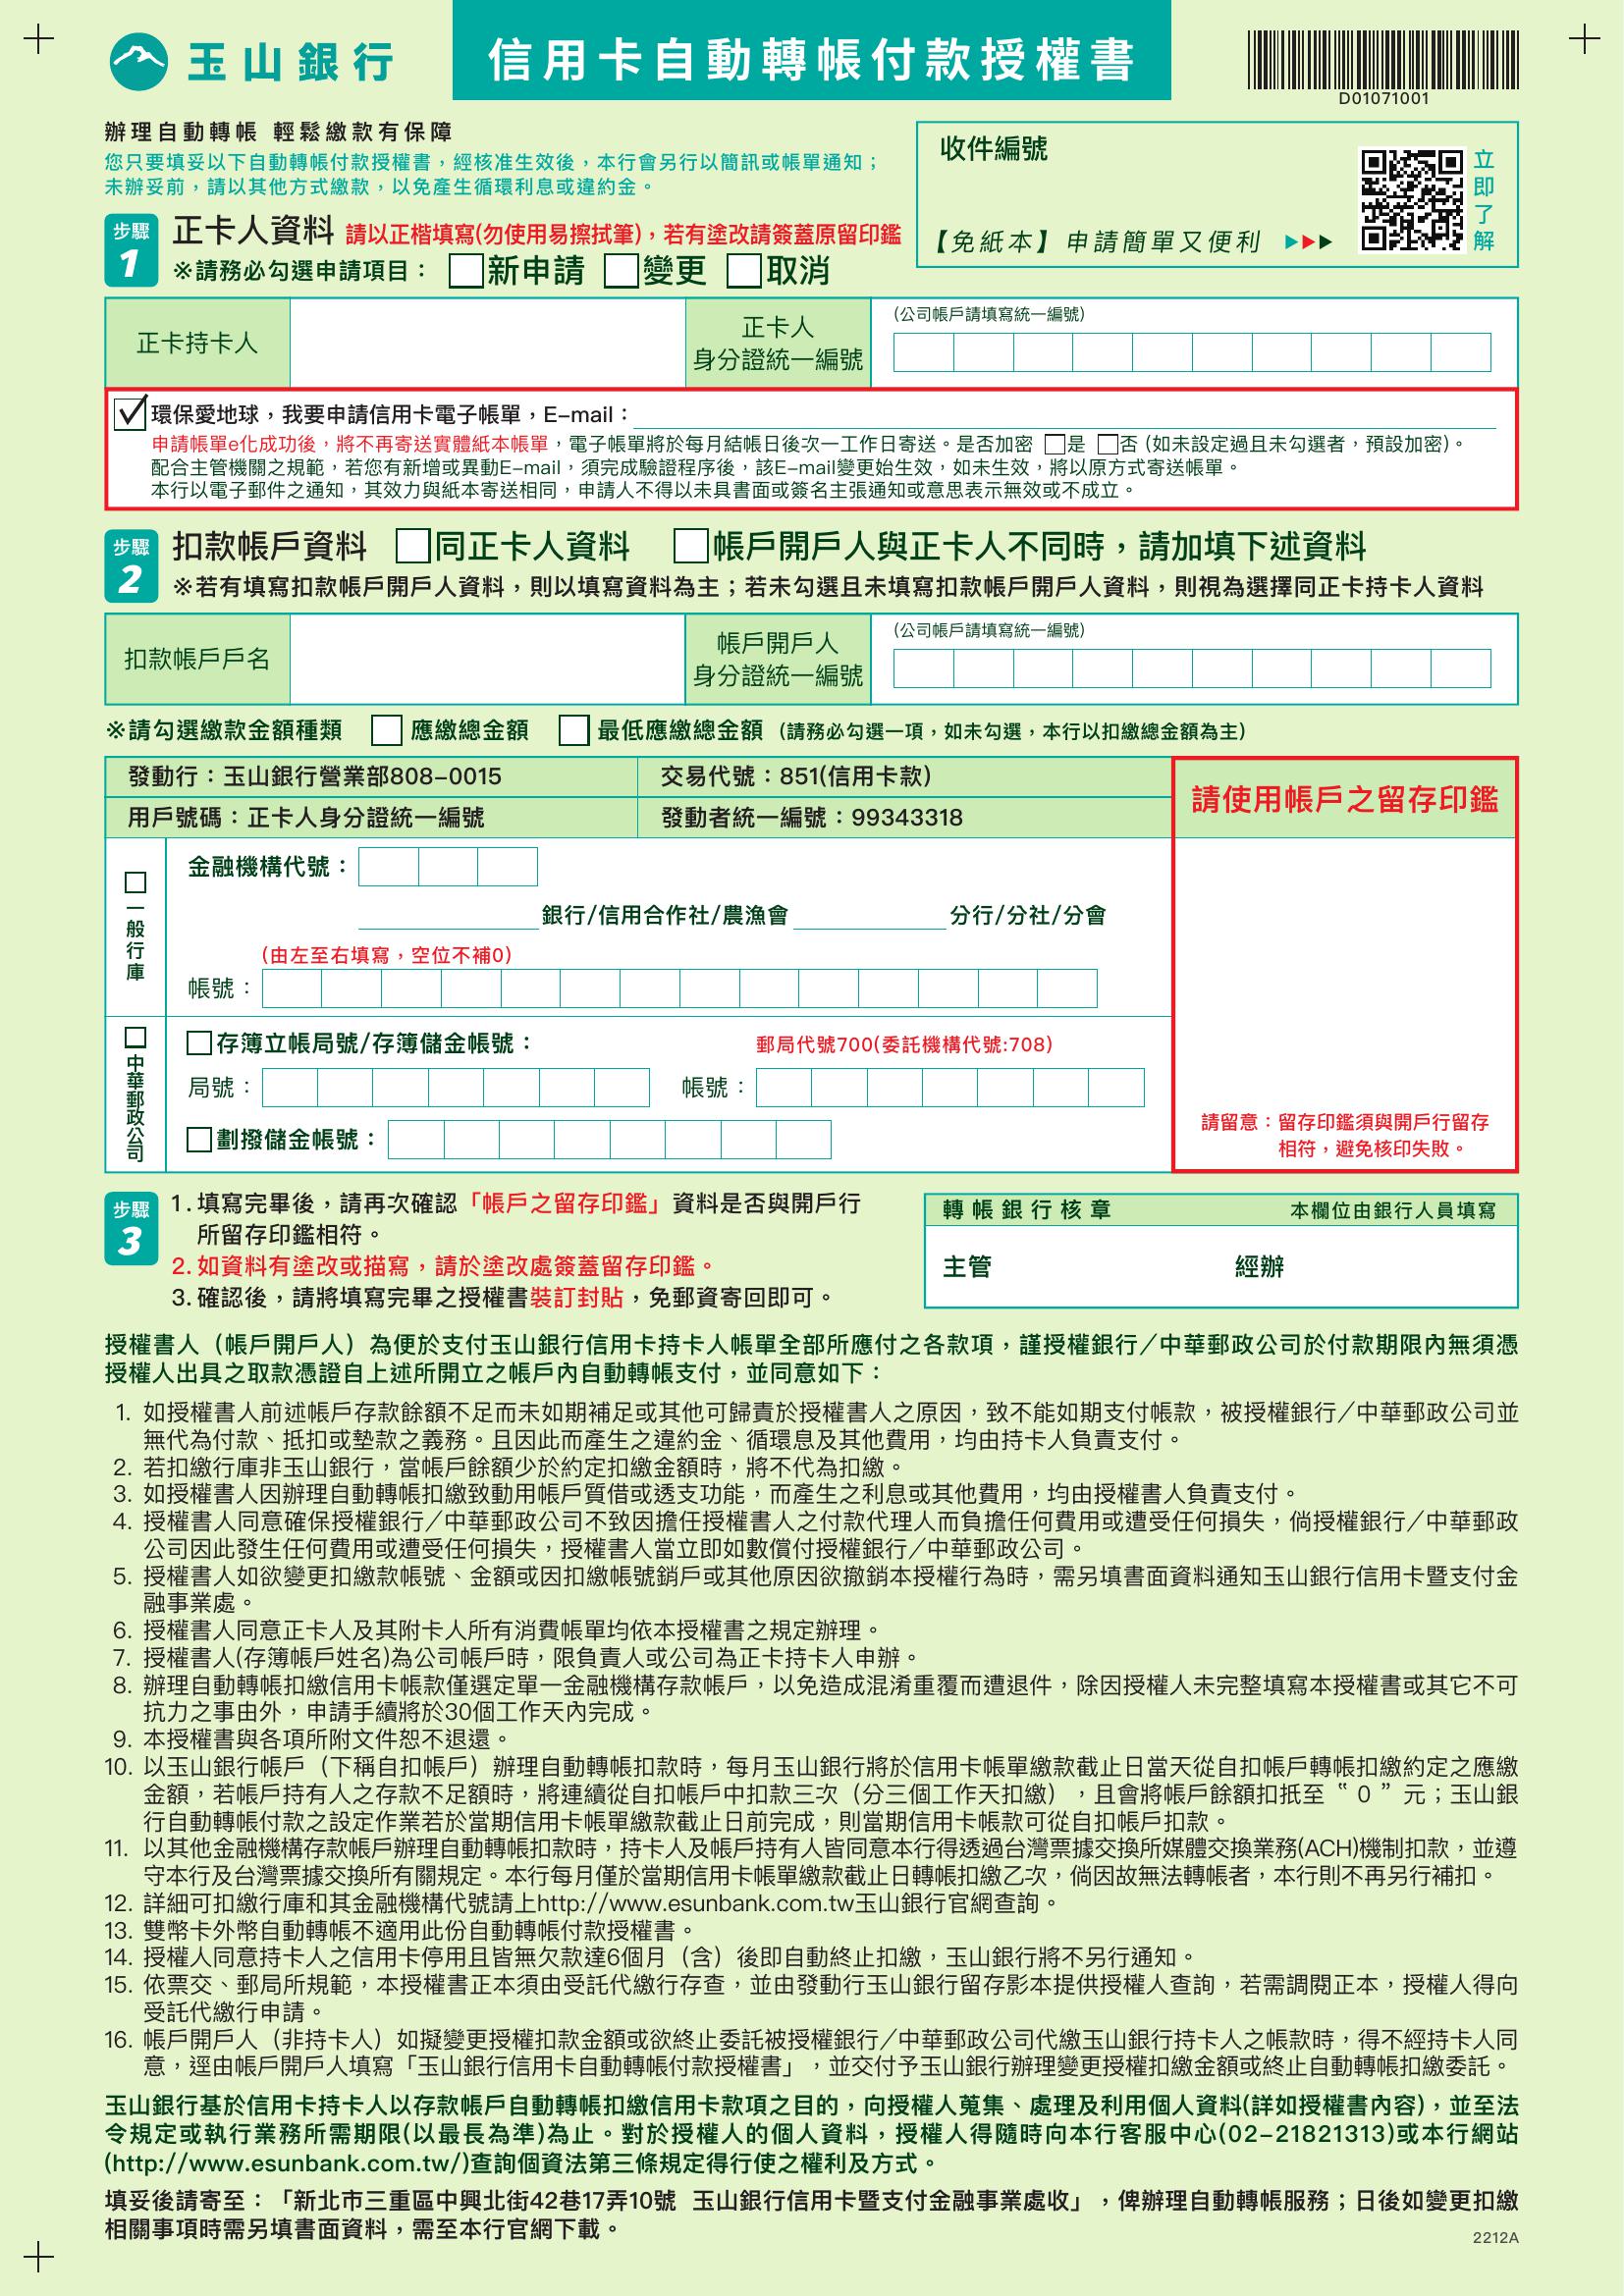 玉山銀行
信用卡自動轉帳付款授權書
D01071001
辦理自動轉帳 輕鬆繳款有保障
您只要填妥以下自動轉帳付款授權書，經核准生效後，本行會另行以簡訊或帳單通知；
未辦妥前，請以其他方式繳款，以免產生循環利息或違約金。
收件編號
【免紙本】申請簡單又便利
立即了解
步驟
1
正卡人資料 請以正楷填寫(勿使用易擦拭筆)，若有塗改請簽蓋原留印鑑
※請務必勾選申請項目： 新申請 變更 取消
正卡持卡人
正卡人
身分證統一編號
(公司帳戶請填寫統一編號)
環保愛地球，我要申請信用卡電子帳單，E-mail：
申請帳單e化成功後，將不再寄送實體紙本帳單，電子帳單將於每月結帳日後次一工作日寄送。是否加密 是 否 (如未設定過且未勾選者，預設加密)。
配合主管機關之規範，若您有新增或異動E-mail，須完成驗證程序後，該E-mail變更始生效，如未生效，將以原方式寄送帳單。
本行以電子郵件之通知，其效力與紙本寄送相同，申請人不得以未具書面或簽名主張通知或意思表示無效或不成立。
步驟
2
扣款帳戶資料 同正卡人資料 帳戶開戶人與正卡人不同時，請加填下述資料
※若有填寫扣款帳戶開戶人資料，則以填寫資料為主；若未勾選且未填寫扣款帳戶開戶人資料，則視為選擇同正卡持卡人資料
扣款帳戶戶名
帳戶開戶人
身分證統一編號
(公司帳戶請填寫統一編號)
※請勾選繳款金額種類 應繳總金額 最低應繳總金額 (請務必勾選一項，如未勾選，本行以扣繳總金額為主)
發動行：玉山銀行營業部808-0015
交易代號：851(信用卡款)
用戶號碼：正卡人身分證統一編號
發動者統一編號：99343318
請使用帳戶之留存印鑑
一般行庫
金融機構代號：
銀行/信用合作社/農漁會 分行/分社/分會
(由左至右填寫，空位不補0)
帳號：
中華郵政公司
存簿立帳局號/存簿儲金帳號： 郵局代號700(委託機構代號:708)
局號： 帳號：
劃撥儲金帳號：
請留意：留存印鑑須與開戶行留存
相符，避免核印失敗。
步驟
3
1. 填寫完畢後，請再次確認「帳戶之留存印鑑」資料是否與開戶行
所留存印鑑相符。
2. 如資料有塗改或描寫，請於塗改處簽蓋留存印鑑。
3. 確認後，請將填寫完畢之授權書裝訂封貼，免郵資寄回即可。
轉帳銀行核章 本欄位由銀行人員填寫
主管 經辦
授權書人（帳戶開戶人）為便於支付玉山銀行信用卡持卡人帳單全部所應付之各款項，謹授權銀行／中華郵政公司於付款期限內無須憑
授權人出具之取款憑證自上述所開立之帳戶內自動轉帳支付，並同意如下：
1. 如授權書人前述帳戶存款餘額不足而未如期補足或其他可歸責於授權書人之原因，致不能如期支付帳款，被授權銀行／中華郵政公司並
無代為付款、抵扣或墊款之義務。且因此而產生之違約金、循環息及其他費用，均由持卡人負責支付。
2. 若扣繳行庫非玉山銀行，當帳戶餘額少於約定扣繳金額時，將不代為扣繳。
3. 如授權書人因辦理自動轉帳扣繳致動用帳戶質借或透支功能，而產生之利息或其他費用，均由授權書人負責支付。
4. 授權書人同意確保授權銀行／中華郵政公司不致因擔任授權書人之付款代理人而負擔任何費用或遭受任何損失，倘授權銀行／中華郵政
公司因此發生任何費用或遭受任何損失，授權書人當立即如數償付授權銀行／中華郵政公司。
5. 授權書人如欲變更扣繳款帳號、金額或因扣繳帳號銷戶或其他原因欲撤銷本授權行為時，需另填書面資料通知玉山銀行信用卡暨支付金
融事業處。
6. 授權書人同意正卡人及其附卡人所有消費帳單均依本授權書之規定辦理。
7. 授權書人(存簿帳戶姓名)為公司帳戶時，限負責人或公司為正卡持卡人申辦。
8. 辦理自動轉帳扣繳信用卡帳款僅選定單一金融機構存款帳戶，以免造成混淆重覆而遭退件，除因授權人未完整填寫本授權書或其它不可
抗力之事由外，申請手續將於30個工作天內完成。
9. 本授權書與各項所附文件恕不退還。
10. 以玉山銀行帳戶（下稱自扣帳戶）辦理自動轉帳扣款時，每月玉山銀行將於信用卡帳單繳款截止日當天從自扣帳戶轉帳扣繳約定之應繳
金額，若帳戶持有人之存款不足額時，將連續從自扣帳戶中扣款三次（分三個工作天扣繳），且會將帳戶餘額扣抵至〝0〞元；玉山銀
行自動轉帳付款之設定作業若於當期信用卡帳單繳款截止日前完成，則當期信用卡帳款可從自扣帳戶扣款。
11. 以其他金融機構存款帳戶辦理自動轉帳扣款時，持卡人及帳戶持有人皆同意本行得透過台灣票據交換所媒體交換業務(ACH)機制扣款，並遵
守本行及台灣票據交換所有關規定。本行每月僅於當期信用卡帳單繳款截止日轉帳扣繳乙次，倘因故無法轉帳者，本行則不再另行補扣。
12. 詳細可扣繳行庫和其金融機構代號請上http://www.esunbank.com.tw玉山銀行官網查詢。
13. 雙幣卡外幣自動轉帳不適用此份自動轉帳付款授權書。
14. 授權人同意持卡人之信用卡停用且皆無欠款達6個月（含）後即自動終止扣繳，玉山銀行將不另行通知。
15. 依票交、郵局所規範，本授權書正本須由受託代繳行存查，並由發動行玉山銀行留存影本提供授權人查詢，若需調閱正本，授權人得向
受託代繳行申請。
16. 帳戶開戶人（非持卡人）如擬變更授權扣款金額或欲終止委託被授權銀行／中華郵政公司代繳玉山銀行持卡人之帳款時，得不經持卡人同
意，逕由帳戶開戶人填寫「玉山銀行信用卡自動轉帳付款授權書」，並交付予玉山銀行辦理變更授權扣繳金額或終止自動轉帳扣繳委託。
玉山銀行基於信用卡持卡人以存款帳戶自動轉帳扣繳信用卡款項之目的，向授權人蒐集、處理及利用個人資料(詳如授權書內容)，並至法
令規定或執行業務所需期限(以最長為準)為止。對於授權人的個人資料，授權人得隨時向本行客服中心(02-21821313)或本行網站
(http://www.esunbank.com.tw/)查詢個資法第三條規定得行使之權利及方式。
填妥後請寄至：「新北市三重區中興北街42巷17弄10號 玉山銀行信用卡暨支付金融事業處收」，俾辦理自動轉帳服務；日後如變更扣繳
相關事項時需另填書面資料，需至本行官網下載。
2212A